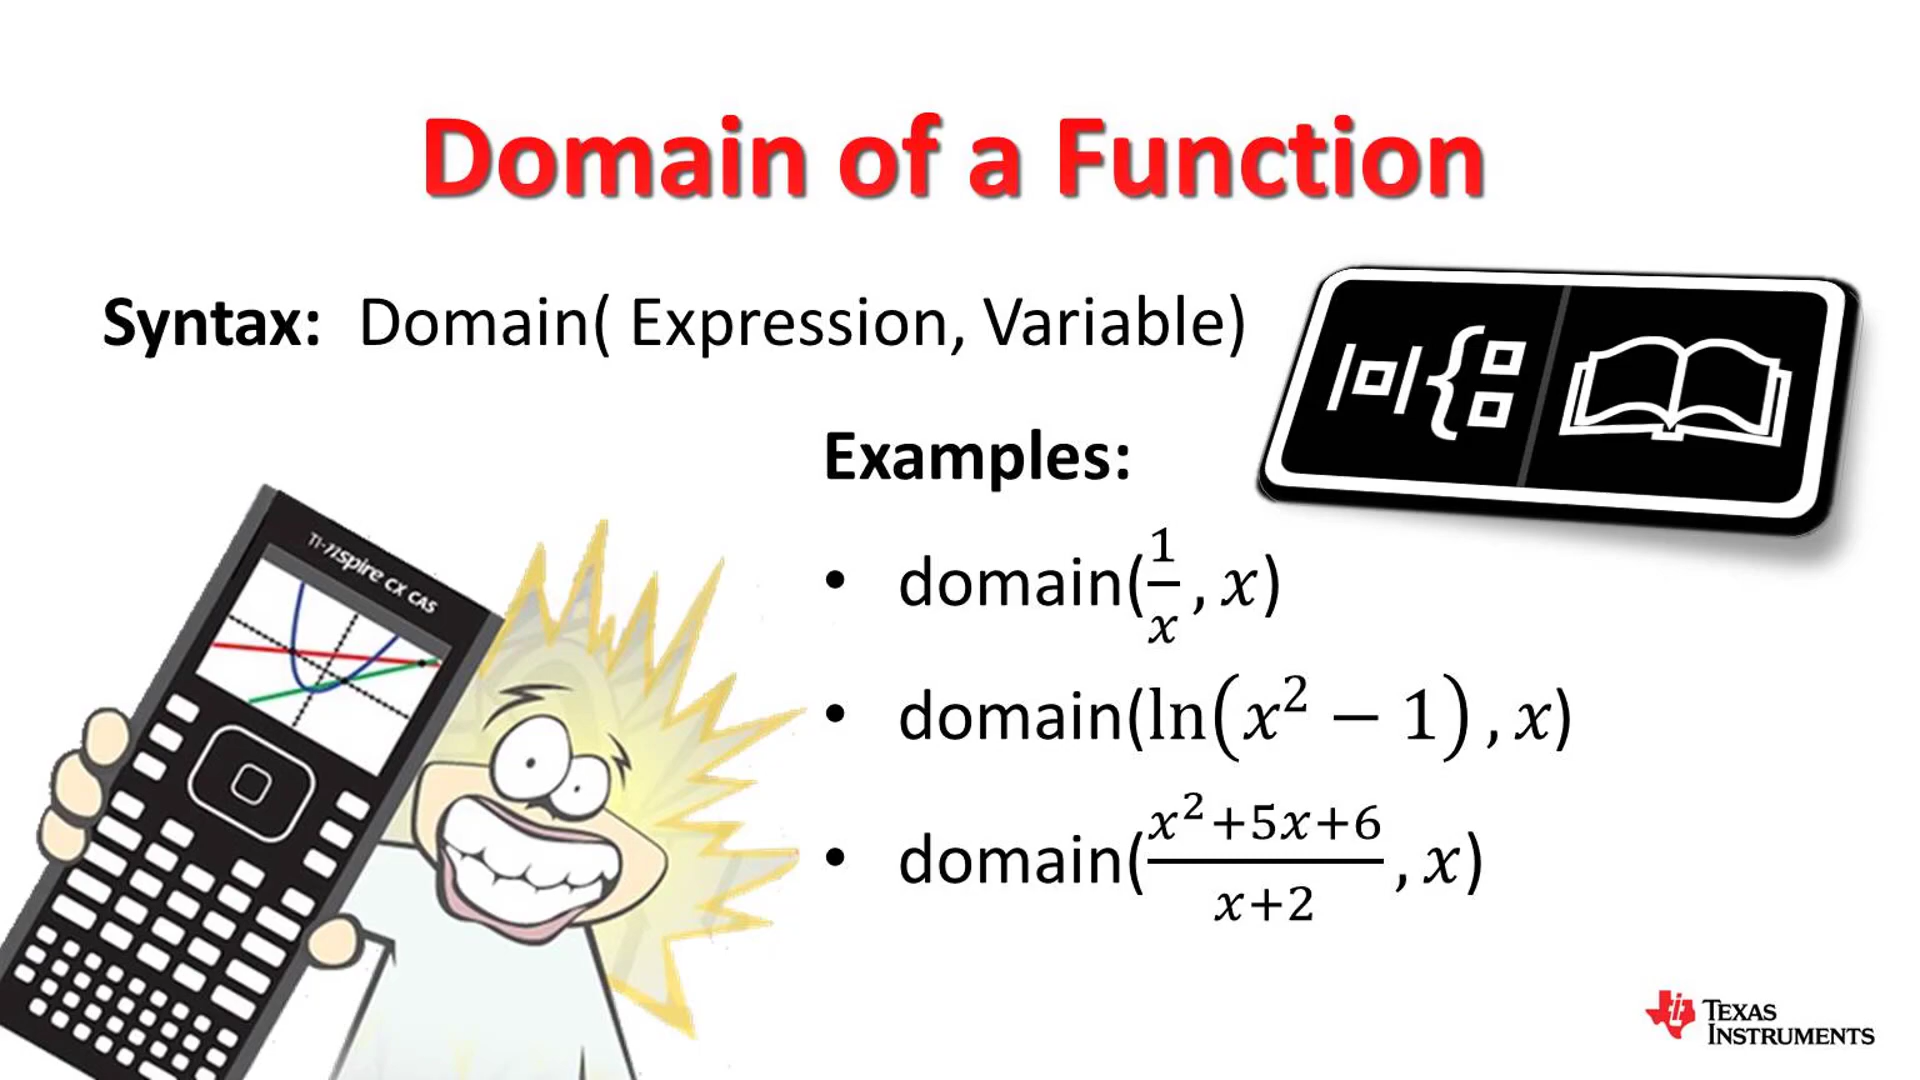 Domain of a Function
Syntax: Domain( Expression, Variable)
Examples:
• domain(1/x, x)
• domain(ln(x² − 1), x)
• domain((x²+5x+6)/(x+2), x)
TI-nspire CX CAS
TEXAS
INSTRUMENTS